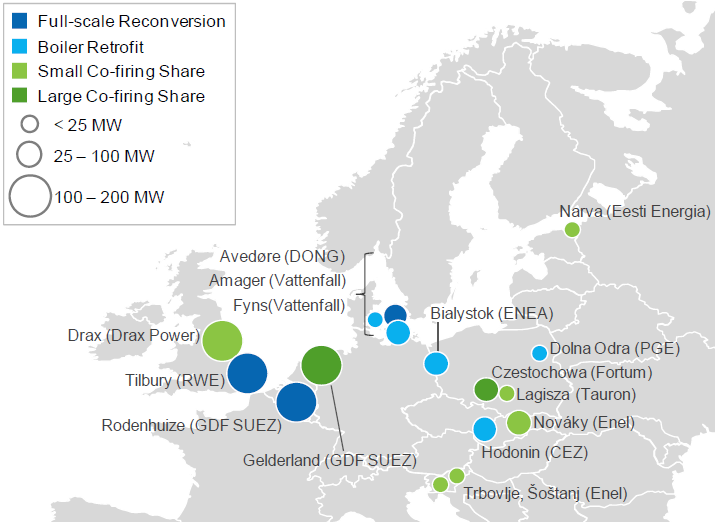 Full-scale Reconversion
Boiler Retrofit
Small Co-firing Share
Large Co-firing Share
< 25 MW
25 – 100 MW
100 – 200 MW
Narva (Eesti Energia)
Avedøre (DONG)
Amager (Vattenfall)
Fyns(Vattenfall)
Bialystok (ENEA)
Drax (Drax Power)
Dolna Odra (PGE)
Tilbury (RWE)
Czestochowa (Fortum)
Lagisza (Tauron)
Rodenhuize (GDF SUEZ)
Nováky (Enel)
Gelderland (GDF SUEZ)
Hodonin (CEZ)
Trbovlje, Šoštanj (Enel)